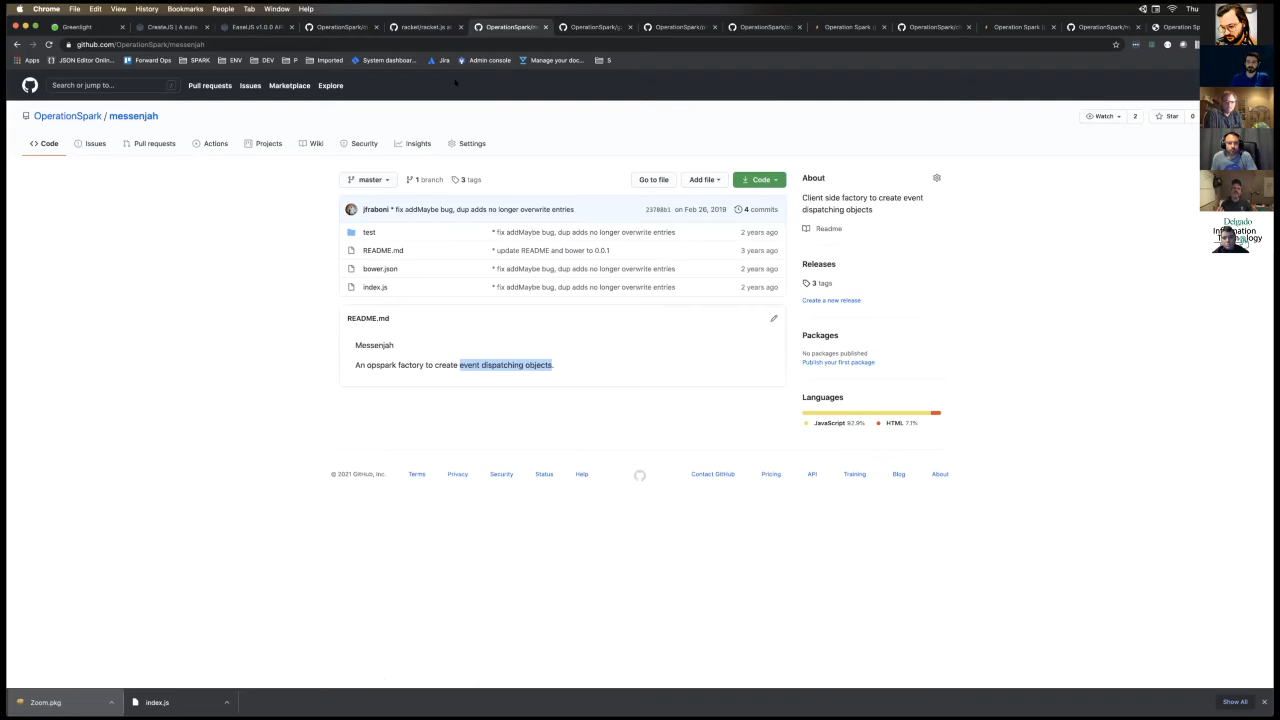 Chrome File Edit View History Bookmarks People Tab Window Help Thu
Greenlight CreateJS | A suite EaselJS v1.0.0 AP racket/racket.js a OperationSpark/m OperationSpark/g OperationSpark/p Operation Spark OperationSpark/ Operation Spark | OperationSpark/m Operation Sp
github.com/OperationSpark/messenjah
Apps JSON Editor Onlin... Forward Ops SPARK ENV DEV P Imported System dashboar... Jira Admin console Manage your doc... S
Search or jump to... / Pull requests Issues Marketplace Explore
OperationSpark / messenjah
Watch 2 Star 0
Code Issues Pull requests Actions Projects Wiki Security Insights Settings
master 1 branch 3 tags Go to file Add file Code
jfraboni * fix addMaybe bug, dup adds no longer overwrite entries 23788b1 on Feb 26, 2019 4 commits
test * fix addMaybe bug, dup adds no longer overwrite entries 2 years ago
README.md * update README and bower to 0.0.1 3 years ago
bower.json * fix addMaybe bug, dup adds no longer overwrite entries 2 years ago
index.js * fix addMaybe bug, dup adds no longer overwrite entries 2 years ago
README.md
Messenjah
An opspark factory to create event dispatching objects.
About
Client side factory to create event
dispatching objects
Readme
Releases
3 tags
Create a new release
Packages
No packages published
Publish your first package
Languages
JavaScript 92.9% HTML 7.1%
© 2021 GitHub, Inc. Terms Privacy Security Status Help Contact GitHub Pricing API Training Blog About
Delgado
Information
Technology
Zoom.pkg index.js Show All